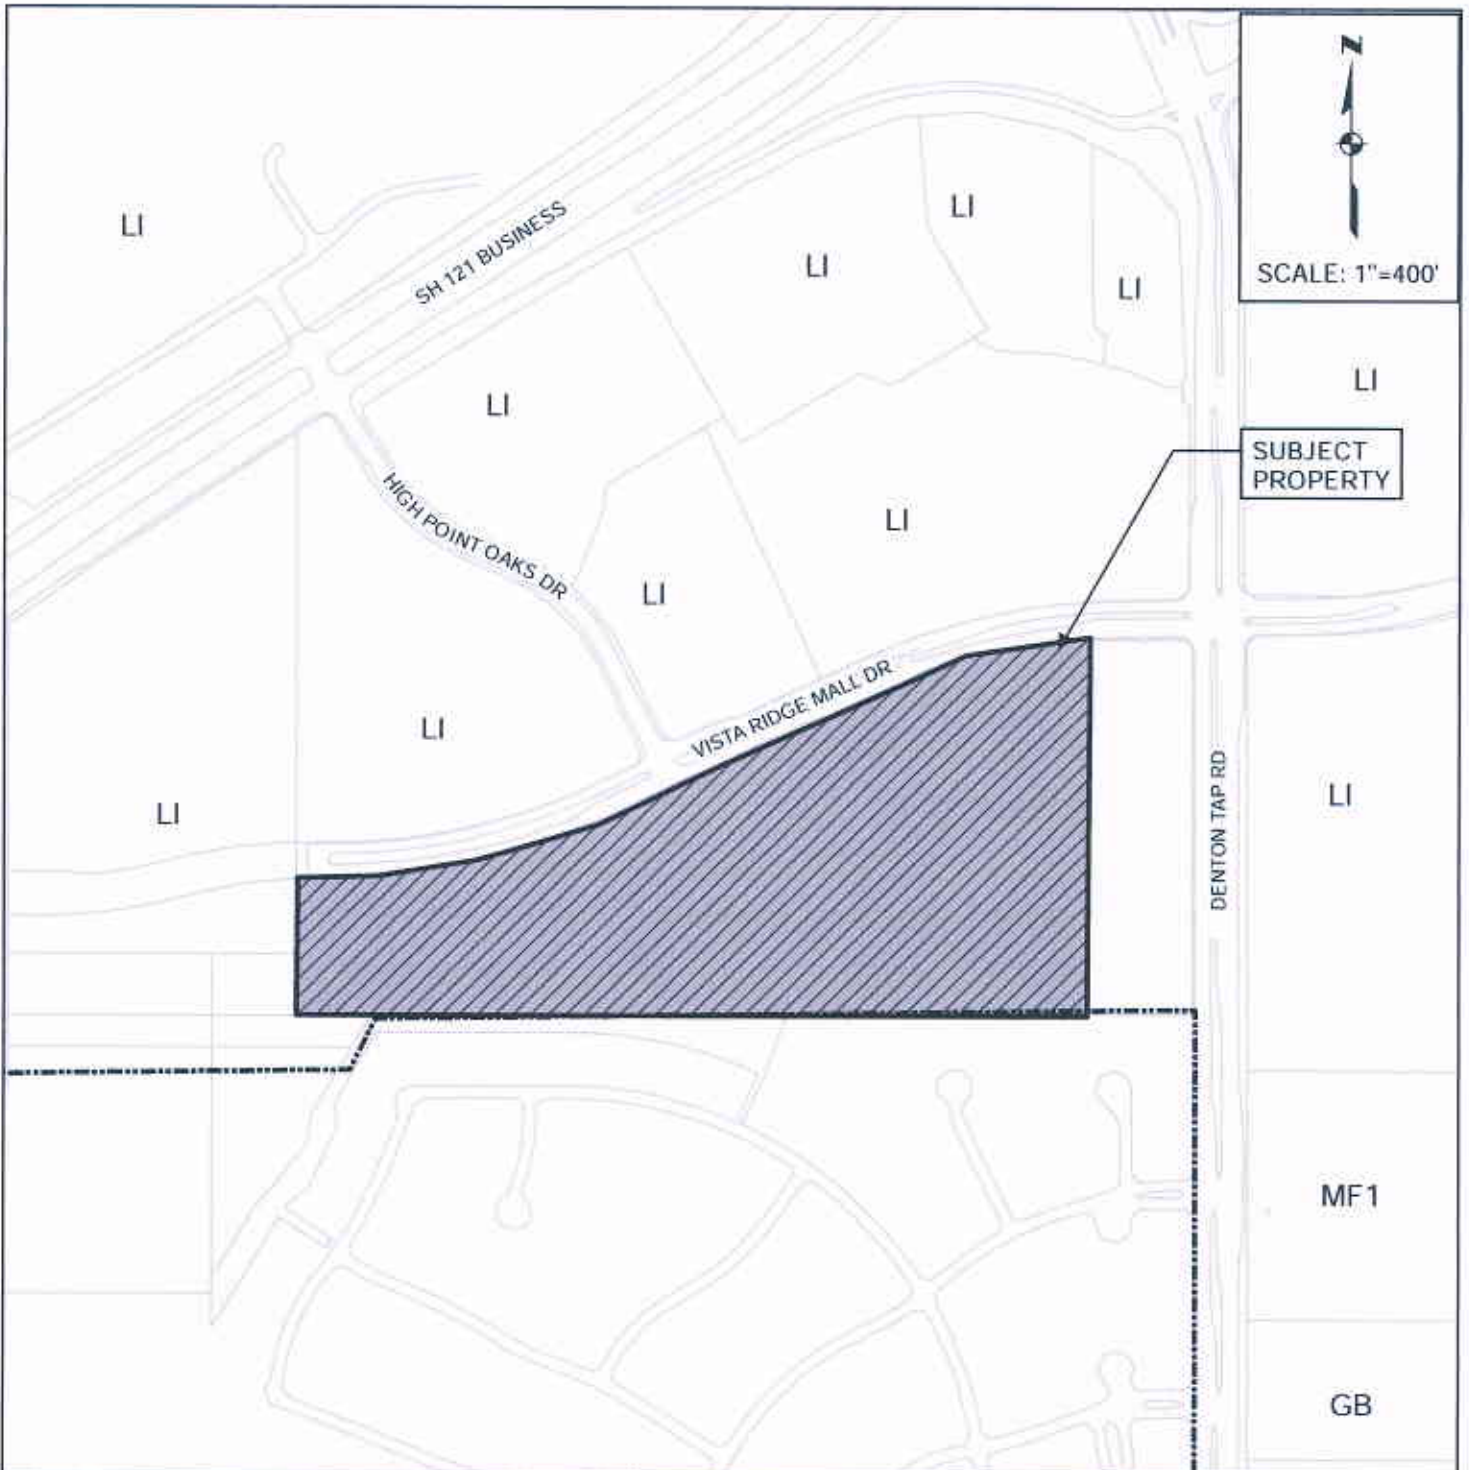 N
SCALE: 1"=400'
LI
LI
LI
LI
LI
SH 121 BUSINESS
LI
LI
SUBJECT
PROPERTY
HIGH POINT OAKS DR
LI
LI
VISTA RIDGE MALL DR
LI
LI
LI
DENTON TAP RD
MF1
GB